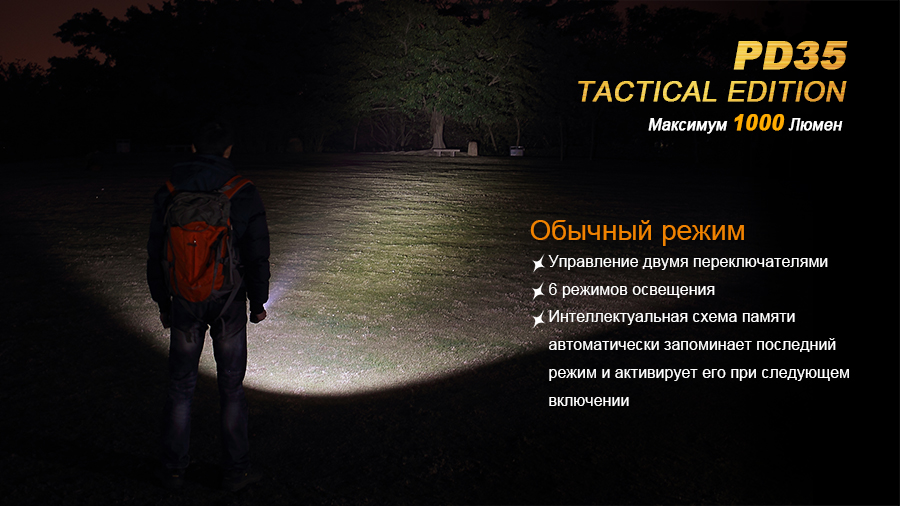 PD35
TACTICAL EDITION
Максимум 1000 Люмен
Обычный режим
Управление двумя переключателями
6 режимов освещения
Интеллектуальная схема памяти
автоматически запоминает последний
режим и активирует его при следующем
включении